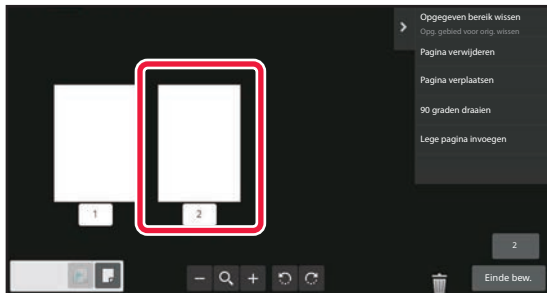 Opgegeven bereik wissen
Opg. gebied voor orig. wissen
Pagina verwijderen
Pagina verplaatsen
90 graden draaien
Lege pagina invoegen
1
2
2
Einde bew.